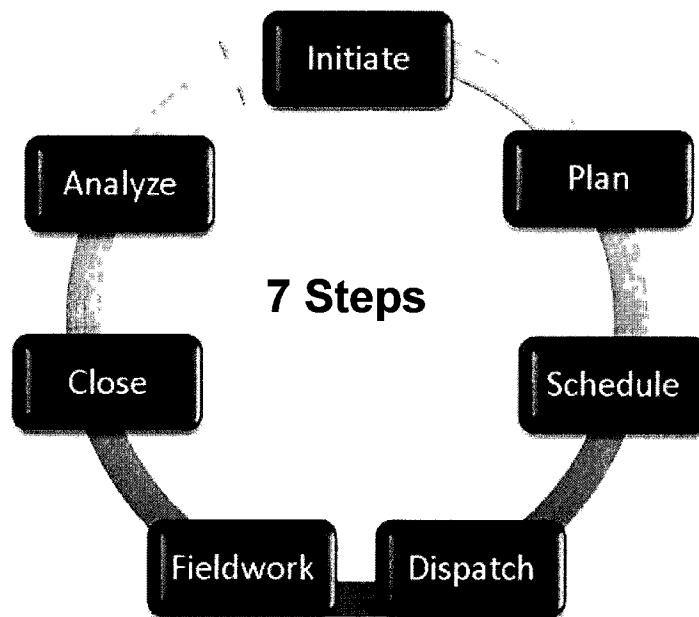 Initiate
Plan
Schedule
Dispatch
Fieldwork
Close
Analyze
7 Steps